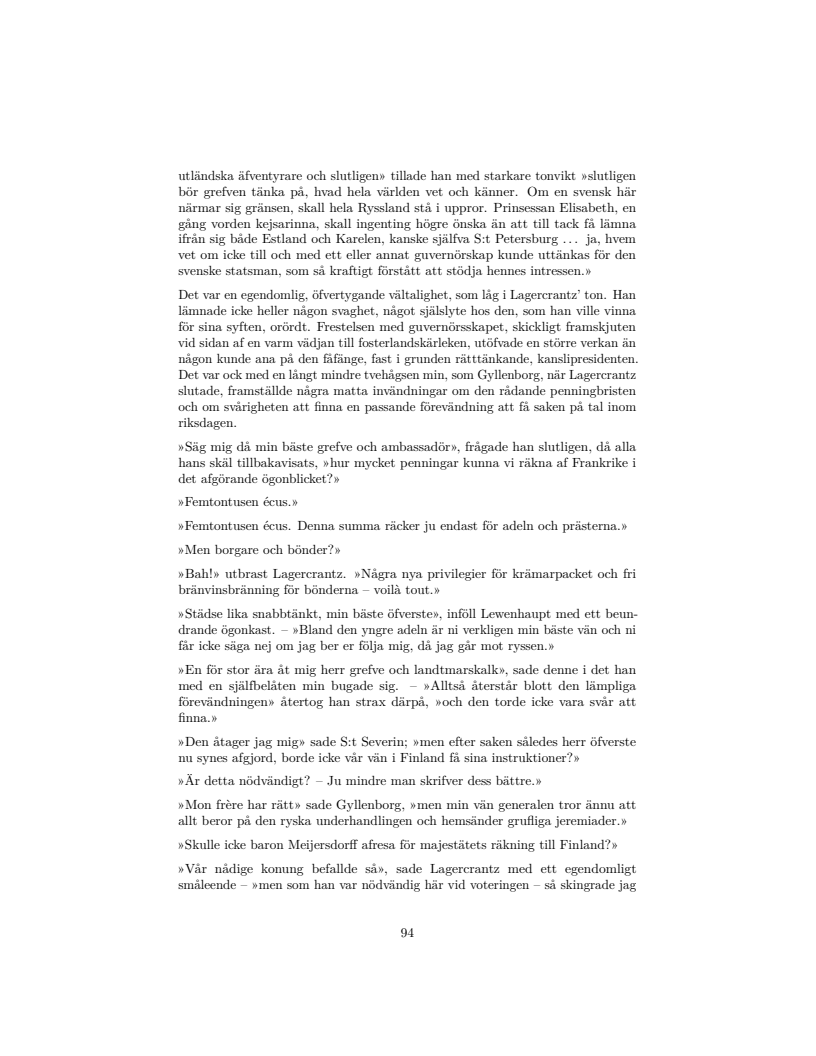 utländska äfventyrare och slutligen» tillade han med starkare tonvikt »slutligen
bör grefven tänka på, hvad hela världen vet och känner. Om en svensk här
närmar sig gränsen, skall hela Ryssland stå i uppror. Prinsessan Elisabeth, en
gång vorden kejsarinna, skall ingenting högre önska än att till tack få lämna
ifrån sig både Estland och Karelen, kanske själfva S:t Petersburg ... ja, hvem
vet om icke till och med ett eller annat guvernörskap kunde uttänkas för den
svenske statsman, som så kraftigt förstått att stödja hennes intressen.»
Det var en egendomlig, öfvertygande vältalighet, som låg i Lagercrantz' ton. Han
lämnade icke heller någon svaghet, något själslyte hos den, som han ville vinna
för sina syften, orördt. Frestelsen med guvernörsskapet, skickligt framskjuten
vid sidan af en varm vädjan till fosterlandskärleken, utöfvade en större verkan än
någon kunde ana på den fåfänge, fast i grunden rätttänkande, kanslipresidenten.
Det var ock med en långt mindre tvehågsen min, som Gyllenborg, när Lagercrantz
slutade, framställde några matta invändningar om den rådande penningbristen
och om svårigheten att finna en passande förevändning att få saken på tal inom
riksdagen.
»Säg mig då min bäste grefve och ambassadör», frågade han slutligen, då alla
hans skäl tillbakavisats, »hur mycket penningar kunna vi räkna af Frankrike i
det afgörande ögonblicket?»
»Femtontusen écus.»
»Femtontusen écus. Denna summa räcker ju endast för adeln och prästerna.»
»Men borgare och bönder?»
»Bah!» utbrast Lagercrantz. »Några nya privilegier för krämarpacket och fri
bränvinsbränning för bönderna – voilà tout.»
»Städse lika snabbtänkt, min bäste öfverste», inföll Lewenhaupt med ett beun-
drande ögonkast. – »Bland den yngre adeln är ni verkligen min bäste vän och ni
får icke säga nej om jag ber er följa mig, då jag går mot ryssen.»
»En för stor ära åt mig herr grefve och landtmarskalk», sade denne i det han
med en själfbelåten min bugade sig. – »Alltså återstår blott den lämpliga
förevändningen» återtog han strax därpå, »och den torde icke vara svår att
finna.»
»Den åtager jag mig» sade S:t Severin; »men efter saken således herr öfverste
nu synes afgjord, borde icke vår vän i Finland få sina instruktioner?»
»Är detta nödvändigt? – Ju mindre man skrifver dess bättre.»
»Mon frère har rätt» sade Gyllenborg, »men min vän generalen tror ännu att
allt beror på den ryska underhandlingen och hemsänder grufliga jeremiader.»
»Skulle icke baron Meijersdorff afresa för majestätets räkning till Finland?»
»Vår nådige konung befallde så», sade Lagercrantz med ett egendomligt
småleende – »men som han var nödvändig här vid voteringen – så skingrade jag
94